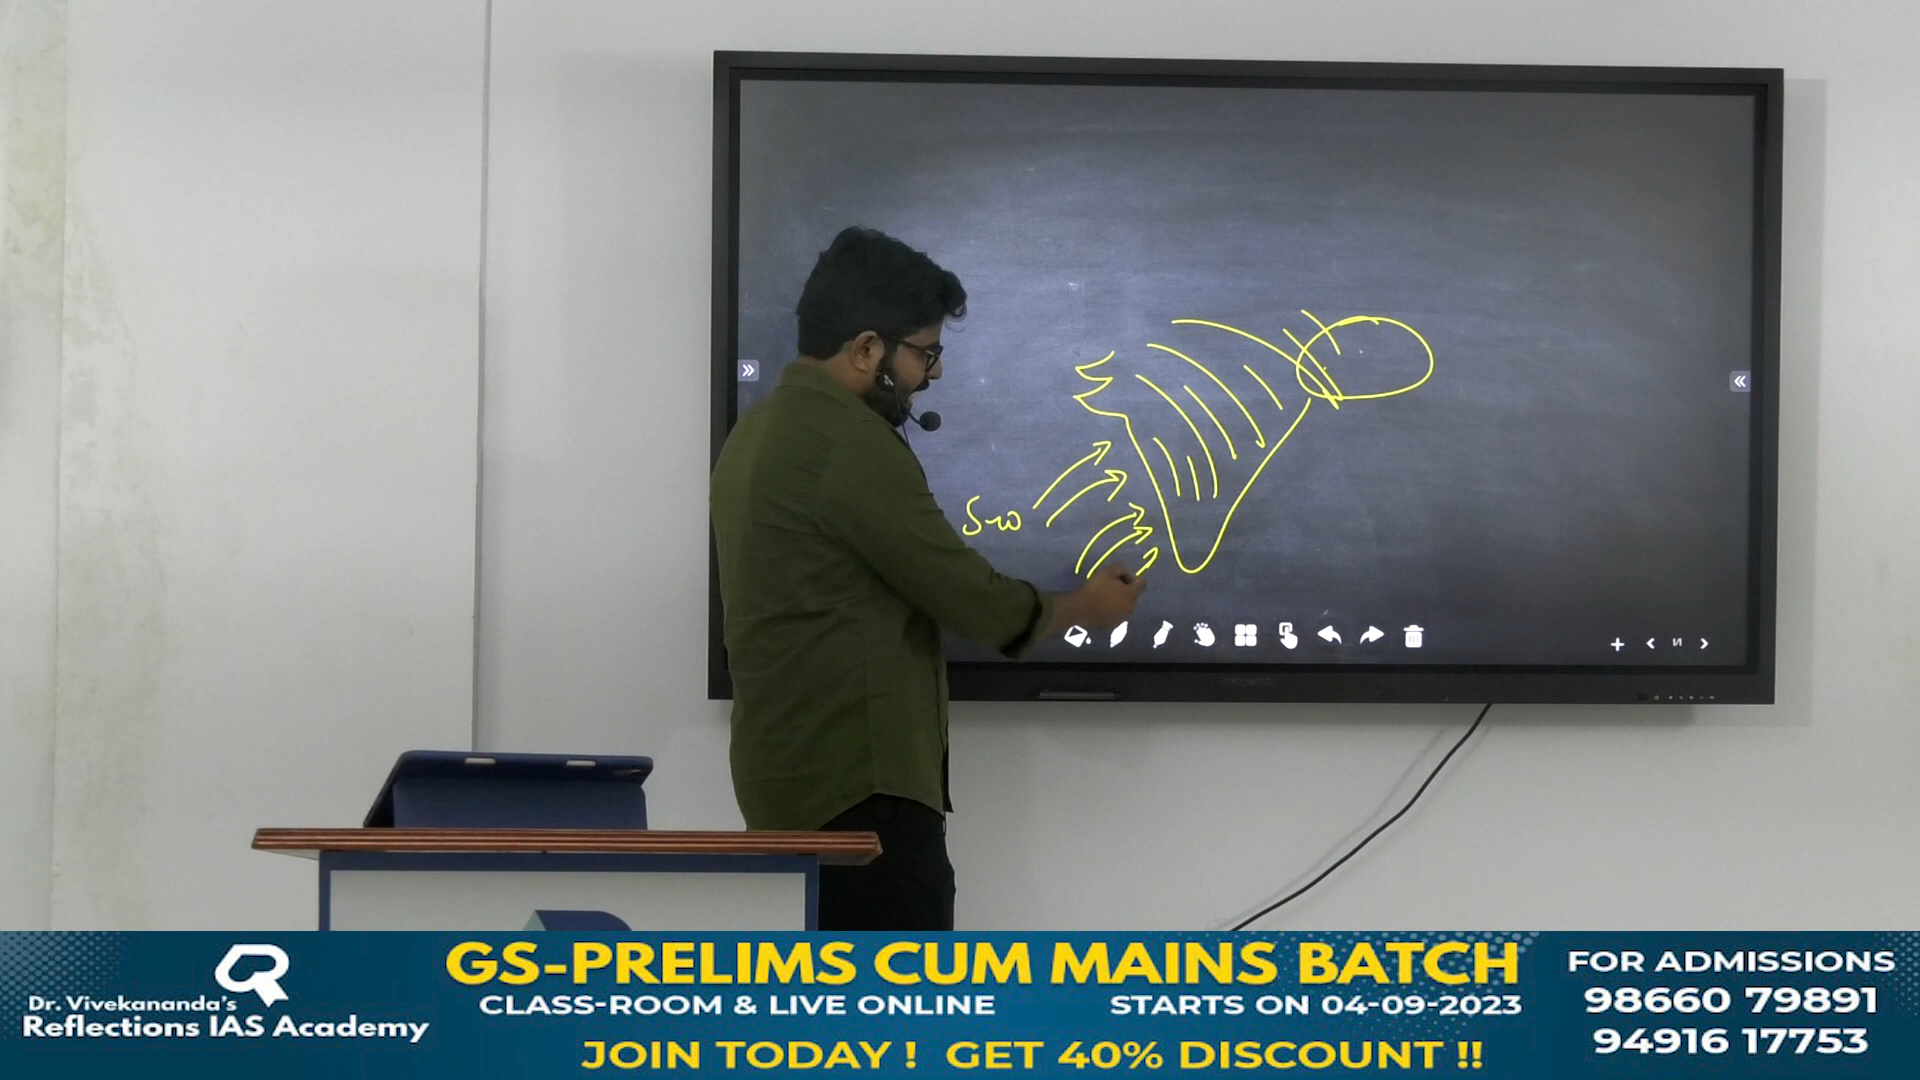 Dr. Vivekananda's
Reflections IAS Academy
GS-PRELIMS CUM MAINS BATCH
CLASS-ROOM & LIVE ONLINE STARTS ON 04-09-2023
JOIN TODAY ! GET 40% DISCOUNT !!
FOR ADMISSIONS
98660 79891
94916 17753